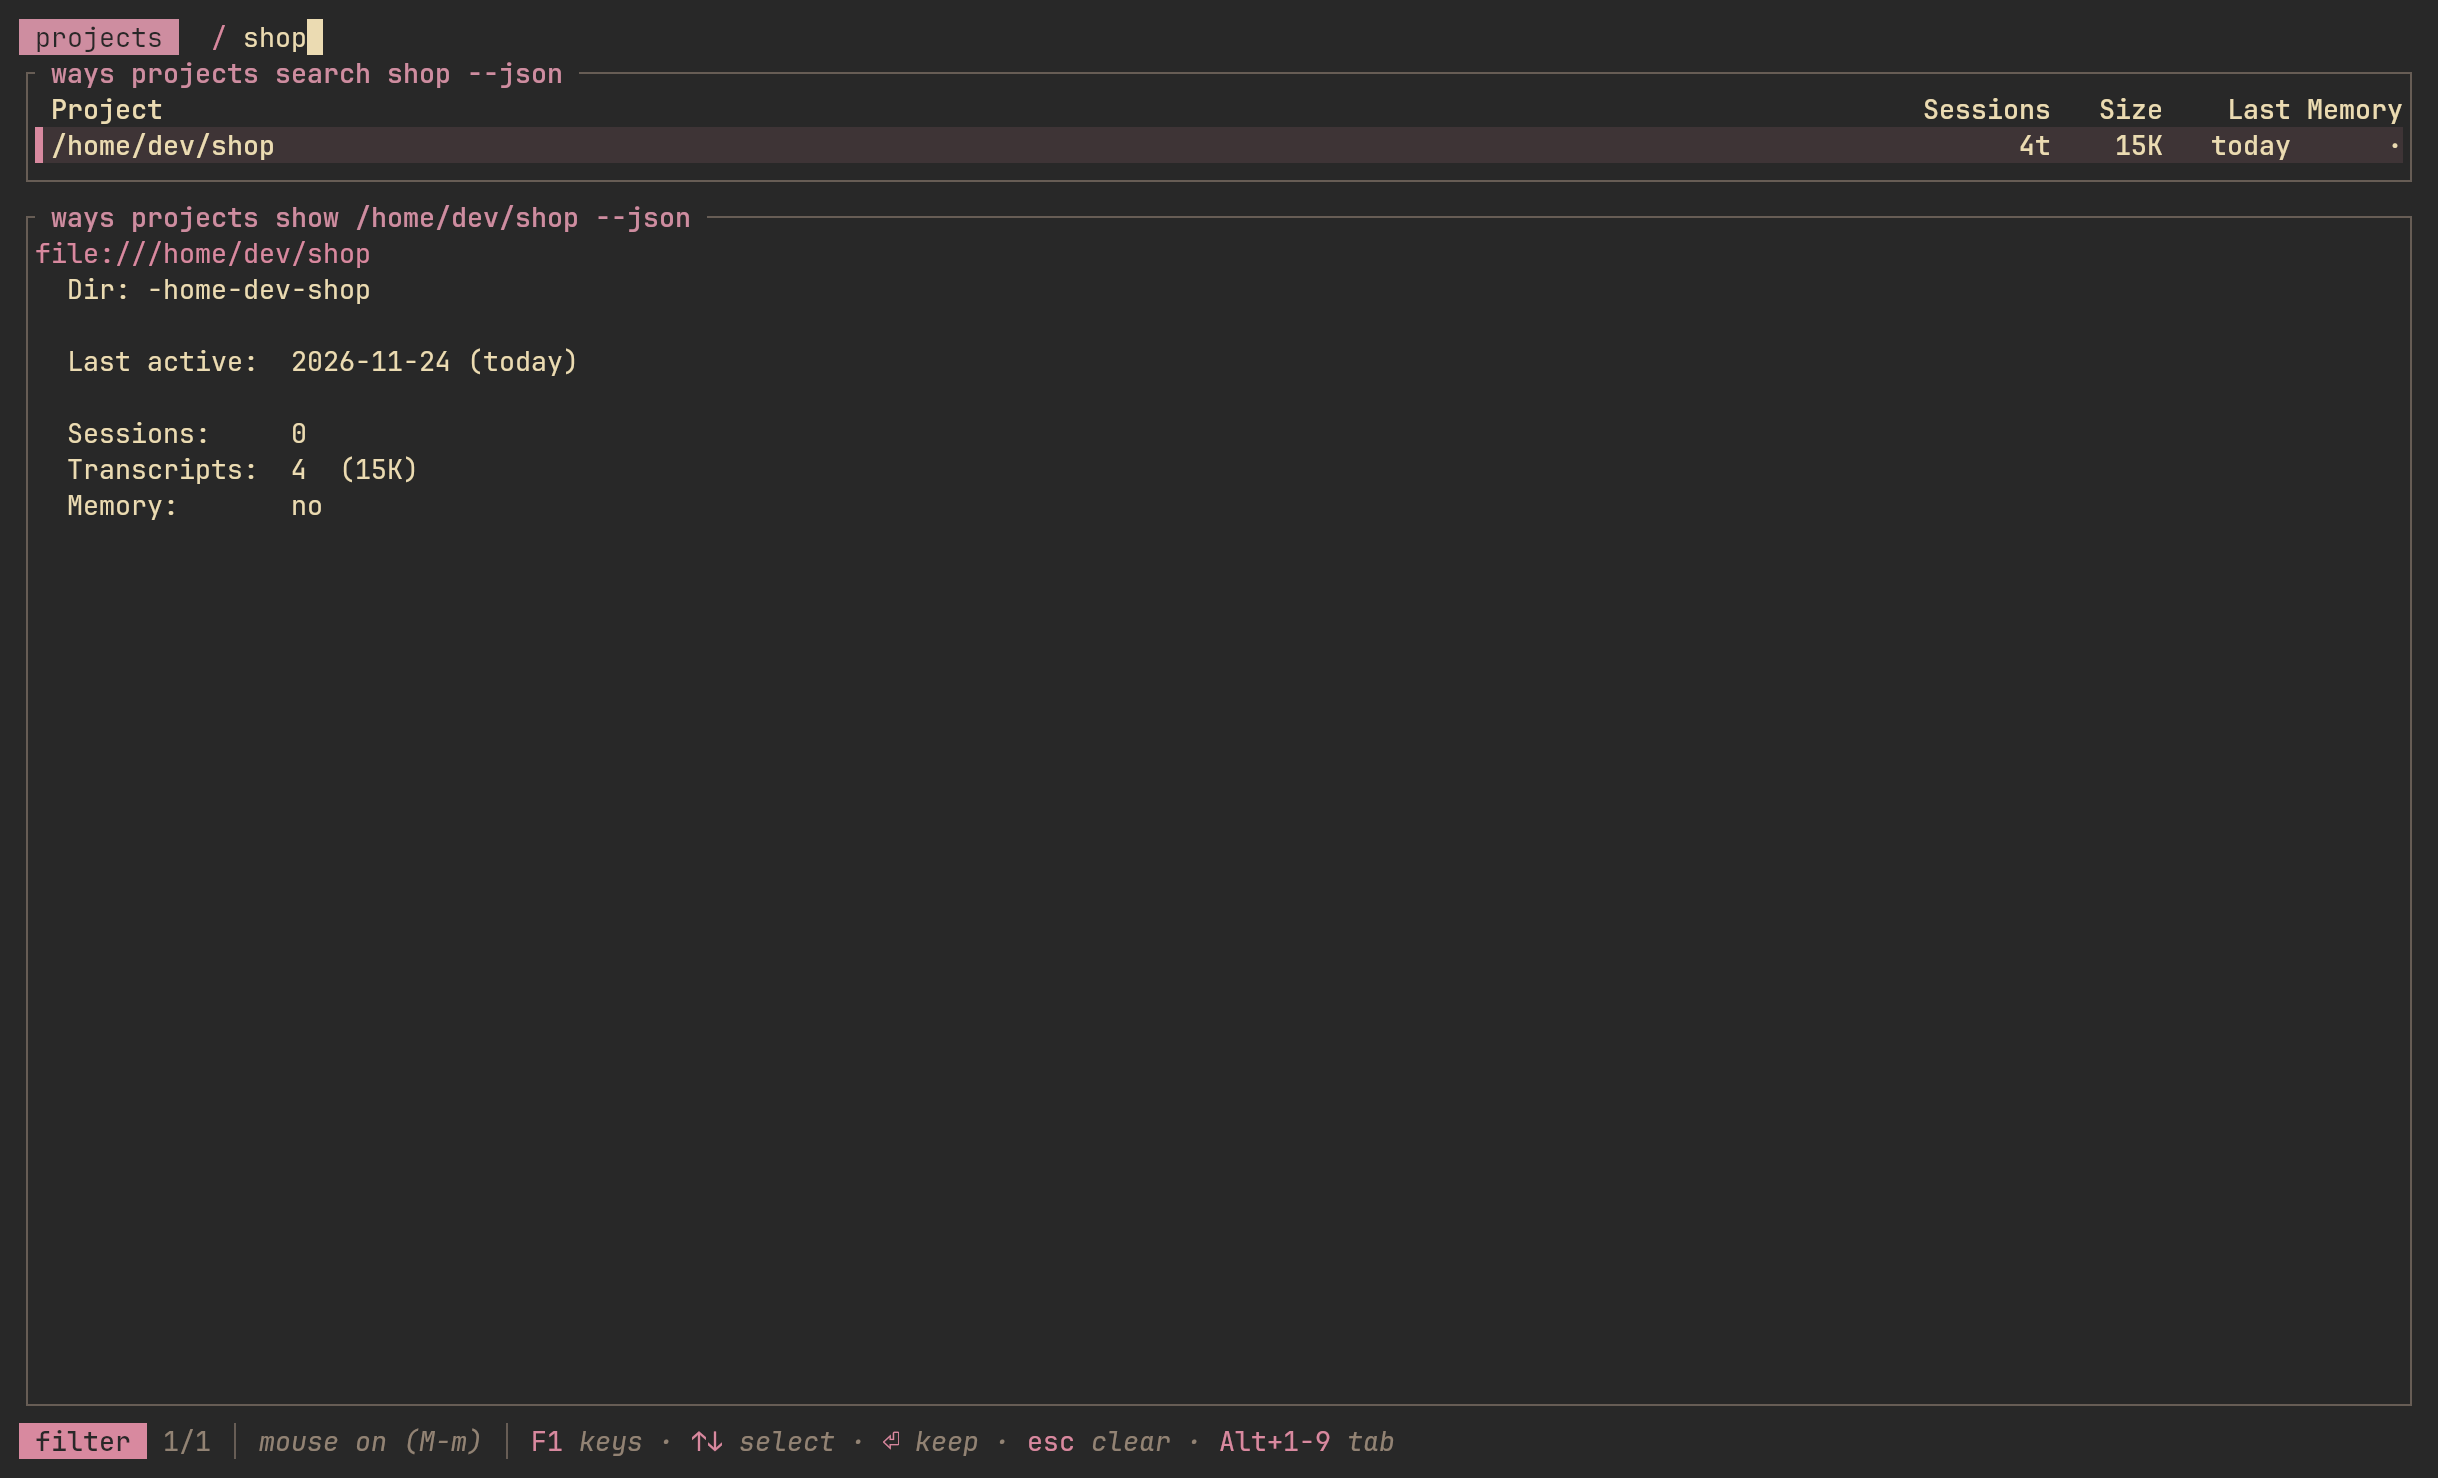 projects / shop
ways projects search shop --json
Project Sessions Size Last Memory
/home/dev/shop 4t 15K today ·
ways projects show /home/dev/shop --json
file:///home/dev/shop
Dir: -home-dev-shop
Last active: 2026-11-24 (today)
Sessions: 0
Transcripts: 4 (15K)
Memory: no
filter 1/1 │ mouse on (M-m) │ F1 keys · ↑↓ select · ⏎ keep · esc clear · Alt+1-9 tab